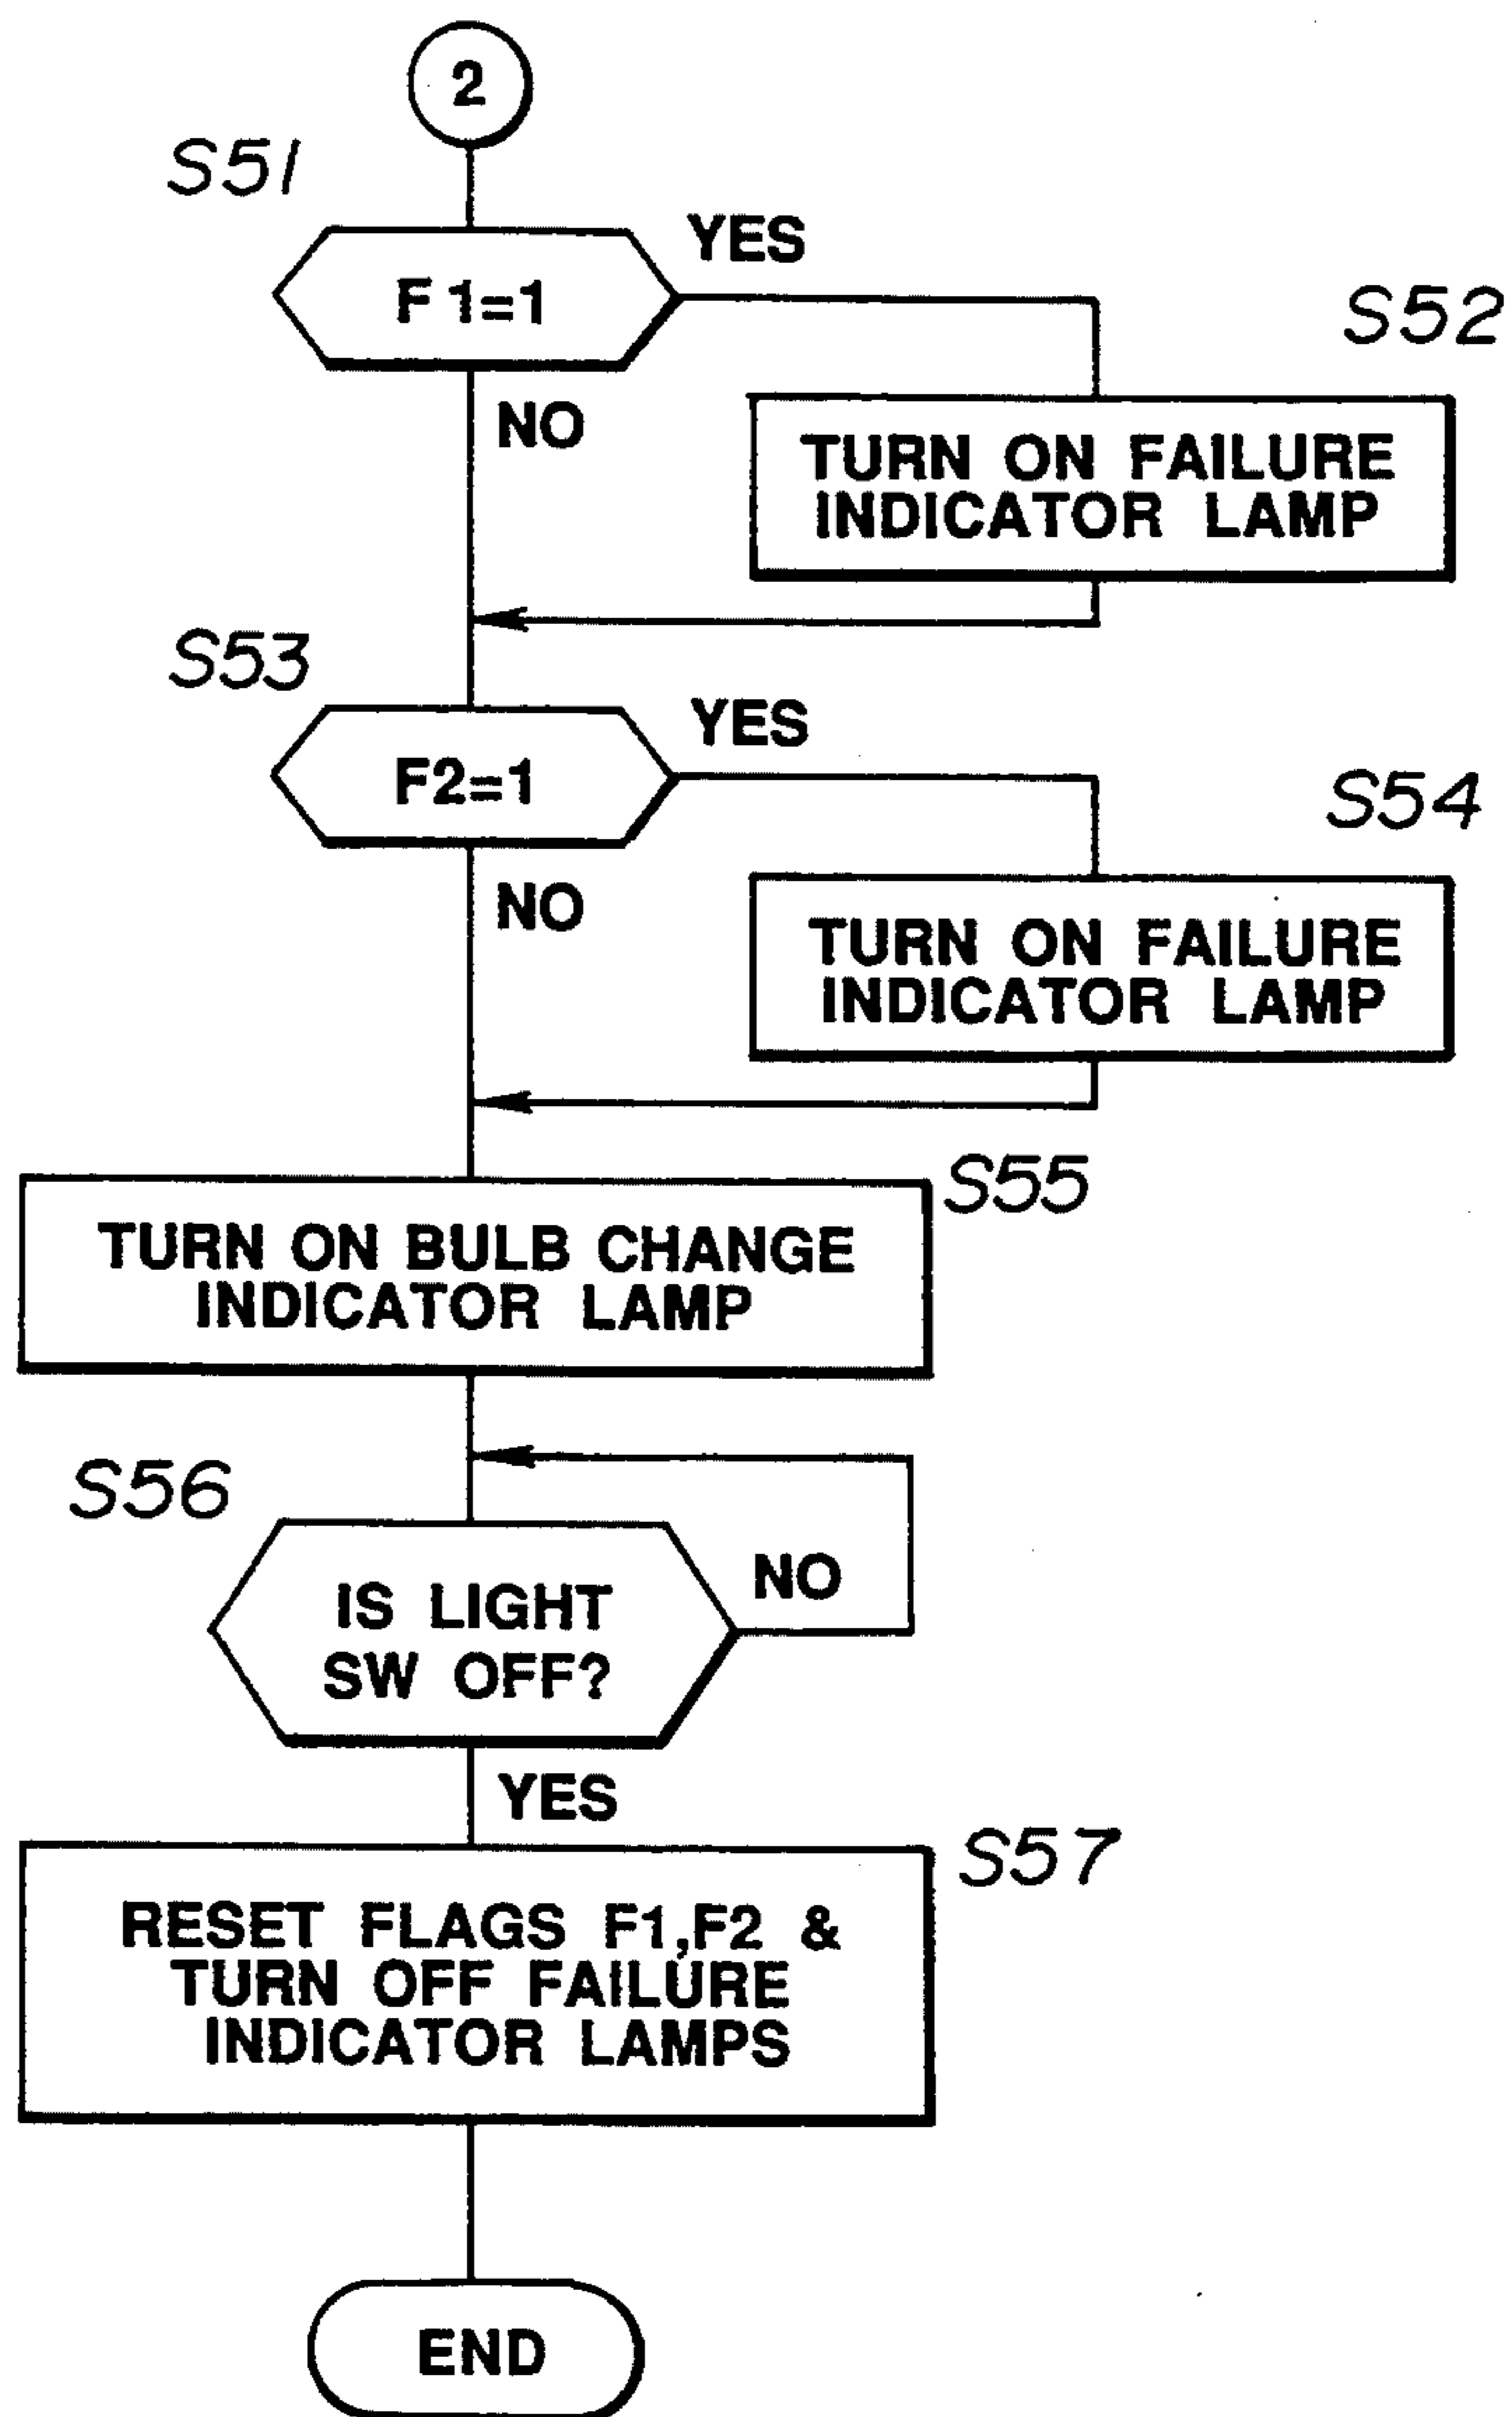 2
S51
YES
F1=1
S52
NO
TURN ON FAILURE
INDICATOR LAMP
S53
YES
F2=1
S54
NO
TURN ON FAILURE
INDICATOR LAMP
S55
TURN ON BULB CHANGE
INDICATOR LAMP
S56
NO
IS LIGHT
SW OFF?
YES
S57
RESET FLAGS F1,F2 &
TURN OFF FAILURE
INDICATOR LAMPS
END